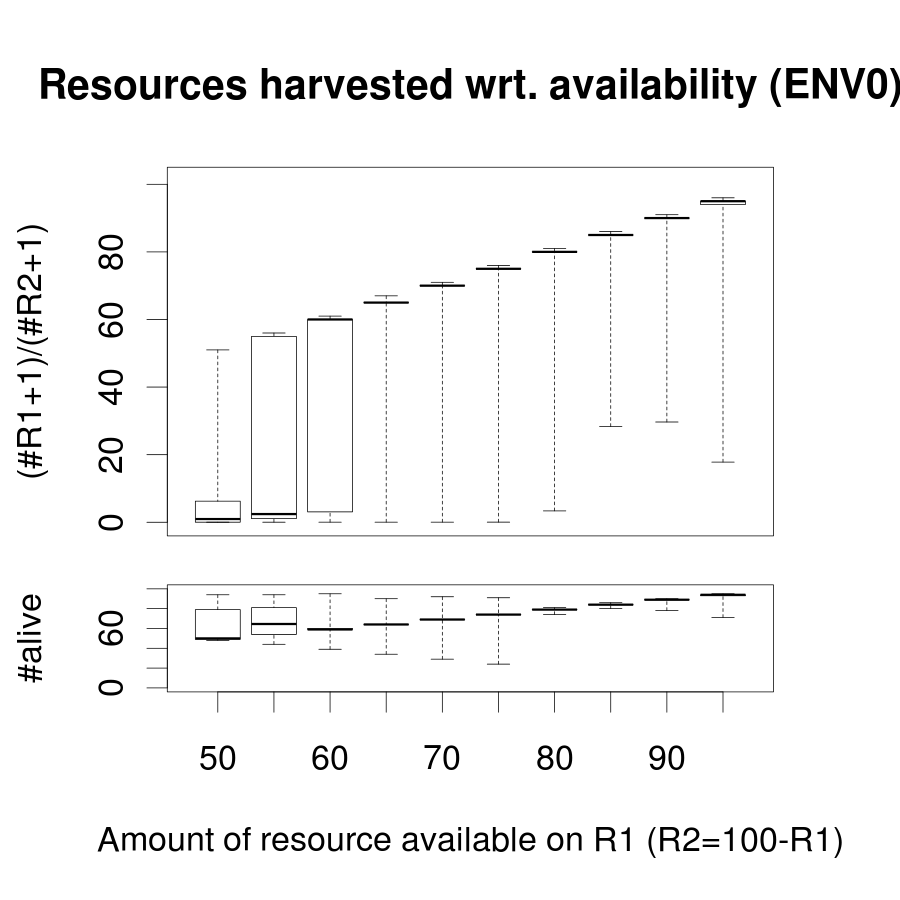 Resources harvested wrt. availability (ENV0)
(#R1+1)/(#R2+1)
80
60
40
20
0
#alive
60
0
50 60 70 80 90
Amount of resource available on R1 (R2=100-R1)